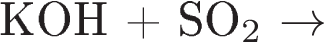 KOH + SO₂ →